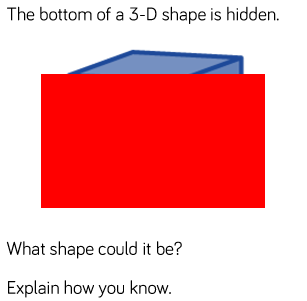 The bottom of a 3-D shape is hidden.
What shape could it be?
Explain how you know.